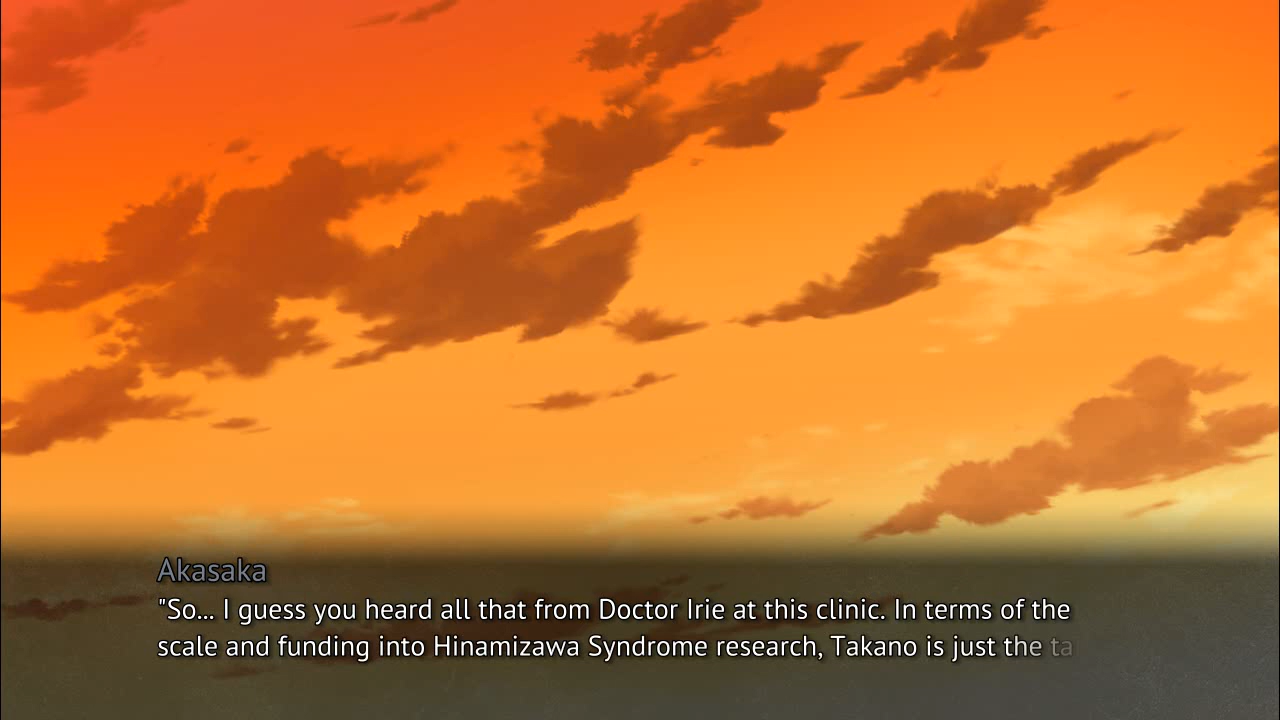 Akasaka
"So... I guess you heard all that from Doctor Irie at this clinic. In terms of the
scale and funding into Hinamizawa Syndrome research, Takano is just the ta